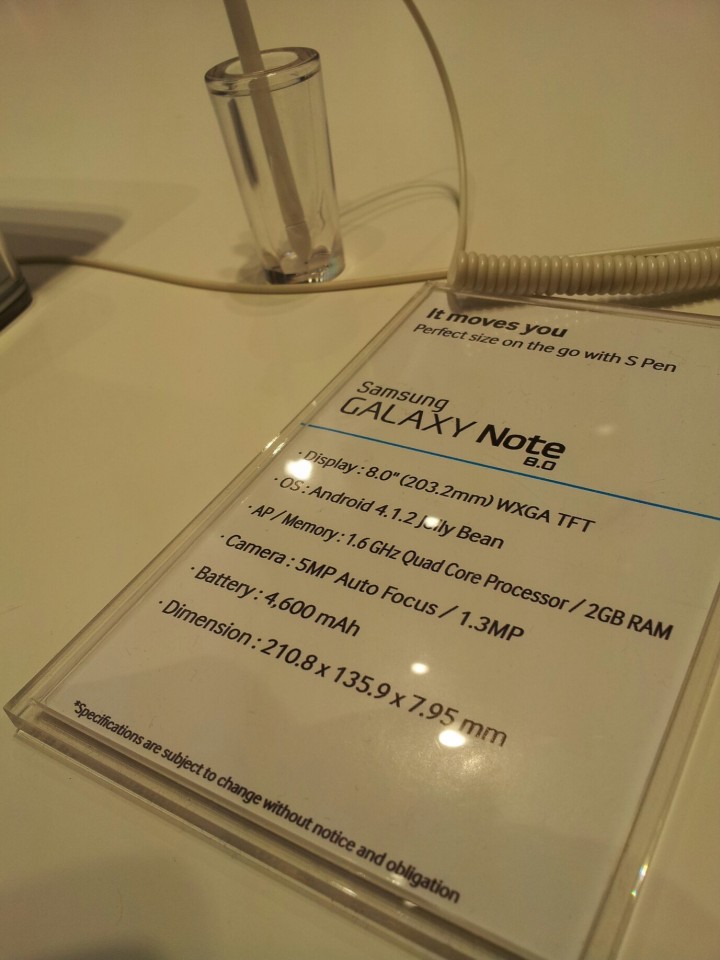 It moves you
Perfect size on the go with S Pen
Samsung
GALAXY Note
8.0
· Display : 8.0" (203.2mm) WXGA TFT
· OS : Android 4.1.2 Jelly Bean
· AP / Memory : 1.6 GHz Quad Core Processor / 2GB RAM
· Camera : 5MP Auto Focus / 1.3MP
· Battery : 4,600 mAh
· Dimension : 210.8 x 135.9 x 7.95 mm
*Specifications are subject to change without notice and obligation